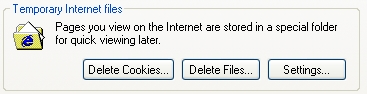 Temporary Internet files
Pages you view on the Internet are stored in a special folder
for quick viewing later.
Delete Cookies... Delete Files... Settings...